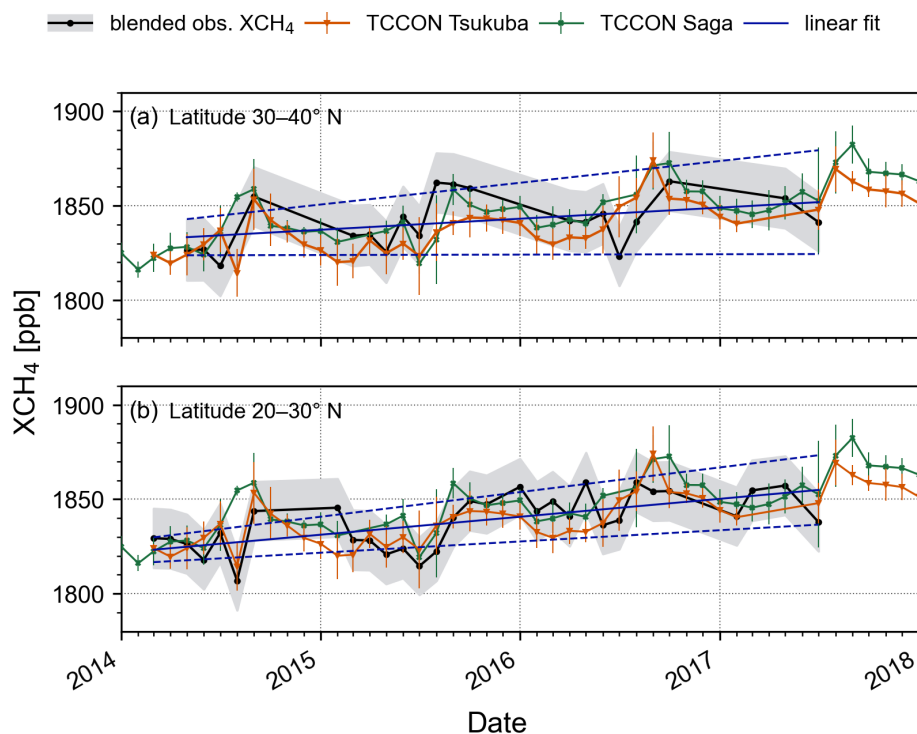 blended obs. XCH₄ TCCON Tsukuba TCCON Saga linear fit
XCH₄ [ppb]
1900
(a) Latitude 30–40° N
1850
1800
1900
(b) Latitude 20–30° N
1850
1800
2014 2015 2016 2017 2018
Date